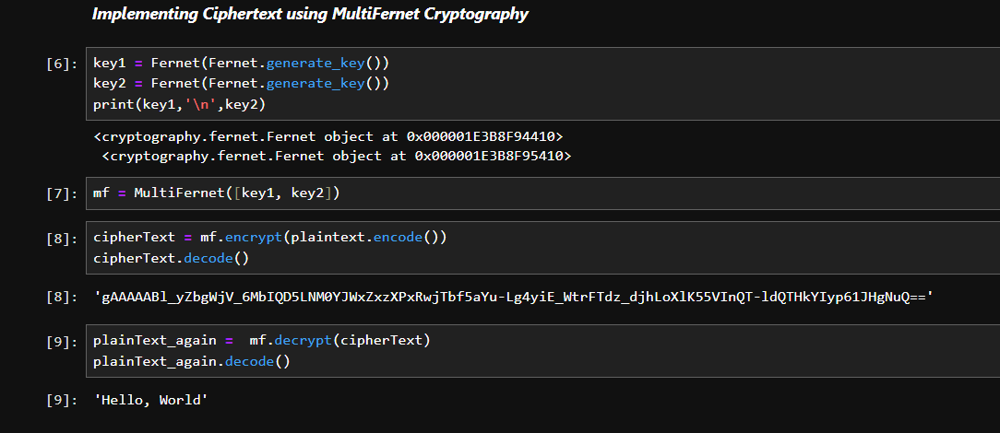 Implementing Ciphertext using MultiFernet Cryptography
[6]: key1 = Fernet(Fernet.generate_key())
key2 = Fernet(Fernet.generate_key())
print(key1,'\n',key2)
<cryptography.fernet.Fernet object at 0x000001E3B8F94410>
<cryptography.fernet.Fernet object at 0x000001E3B8F95410>
[7]: mf = MultiFernet([key1, key2])
[8]: cipherText = mf.encrypt(plaintext.encode())
cipherText.decode()
[8]: 'gAAAAABl_yZbgWjV_6MbIQD5LNM0YJWxZxzXPxRwjTbf5aYu-Lg4yiE_WtrFTdz_djhLoXlK55VInQT-ldQTHkYIyp61JHgNuQ=='
[9]: plainText_again =  mf.decrypt(cipherText)
plainText_again.decode()
[9]: 'Hello, World'